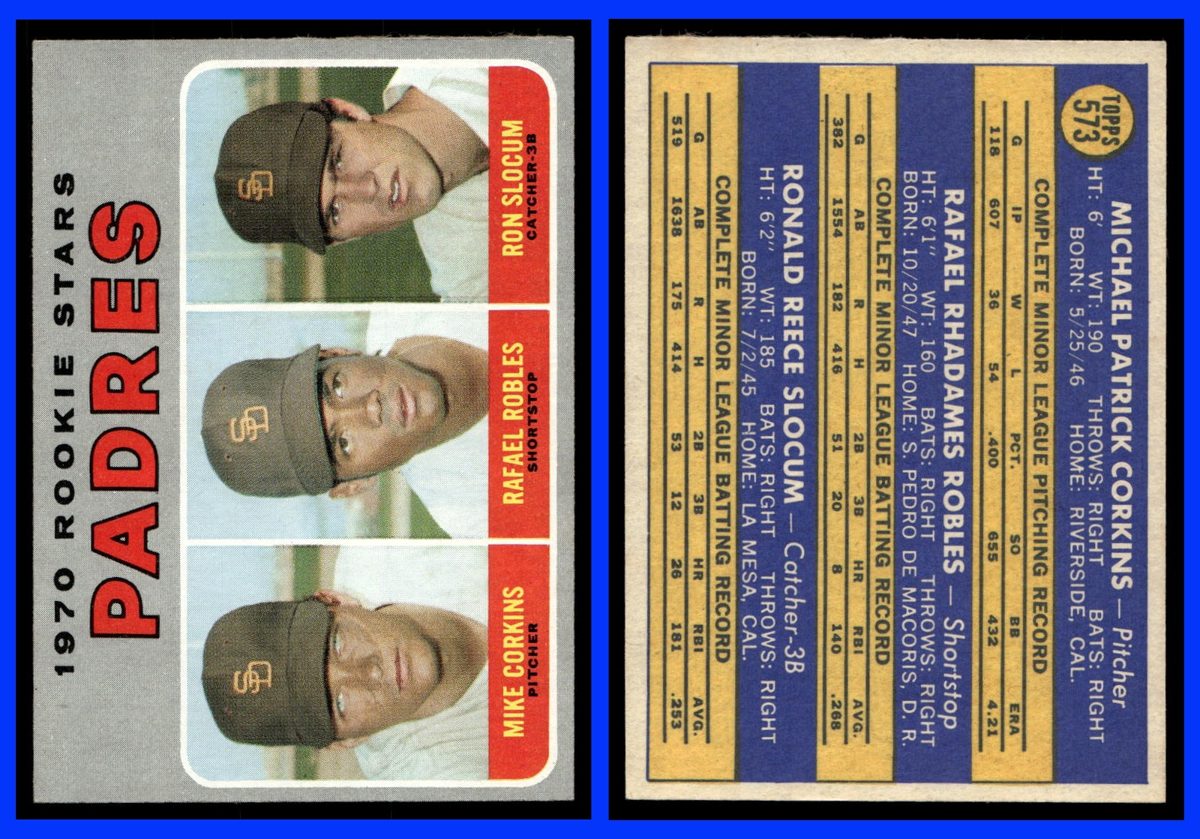 1970 ROOKIE STARS
PADRES
SD
SD
SD
MIKE CORKINS
PITCHER
RAFAEL ROBLES
SHORTSTOP
RON SLOCUM
CATCHER-3B
TOPPS
573
MICHAEL PATRICK CORKINS — Pitcher
HT: 6' WT: 190 THROWS: RIGHT BATS: RIGHT
BORN: 5/25/46 HOME: RIVERSIDE, CAL.
COMPLETE MINOR LEAGUE PITCHING RECORD
G IP W L PCT. SO BB ERA
118 607 36 54 .400 655 432 4.21
RAFAEL RHADAMES ROBLES — Shortstop
HT: 6'1" WT: 160 BATS: RIGHT THROWS: RIGHT
BORN: 10/20/47 HOME: S. PEDRO DE MACORIS, D. R.
COMPLETE MINOR LEAGUE BATTING RECORD
G AB R H 2B 3B HR RBI AVG.
382 1554 182 416 51 20 8 140 .268
RONALD REECE SLOCUM — Catcher-3B
HT: 6'2" WT: 185 BATS: RIGHT THROWS: RIGHT
BORN: 7/2/45 HOME: LA MESA, CAL.
COMPLETE MINOR LEAGUE BATTING RECORD
G AB R H 2B 3B HR RBI AVG.
519 1638 175 414 53 12 26 181 .253